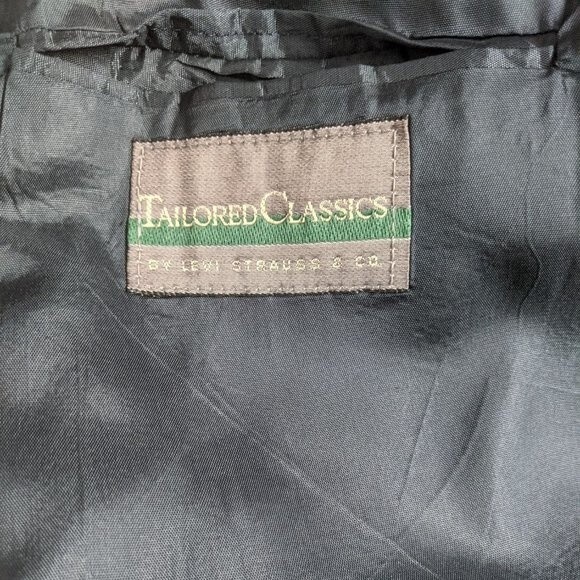 TAILORED CLASSICS
BY LEVI STRAUSS & CO